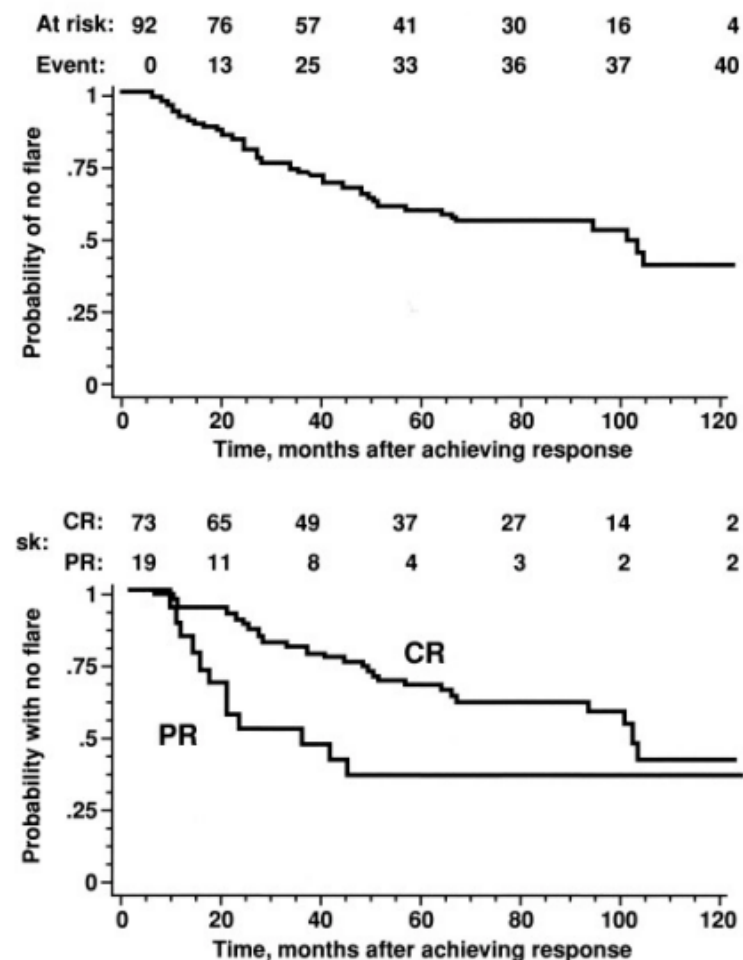 At risk: 92 76 57 41 30 16 4
Event: 0 13 25 33 36 37 40
1
.75
.5
.25
0
Probability of no flare
0 20 40 60 80 100 120
Time, months after achieving response
CR: 73 65 49 37 27 14 2
sk:
PR: 19 11 8 4 3 2 2
1
.75
.5
.25
0
Probability with no flare
CR
PR
0 20 40 60 80 100 120
Time, months after achieving response